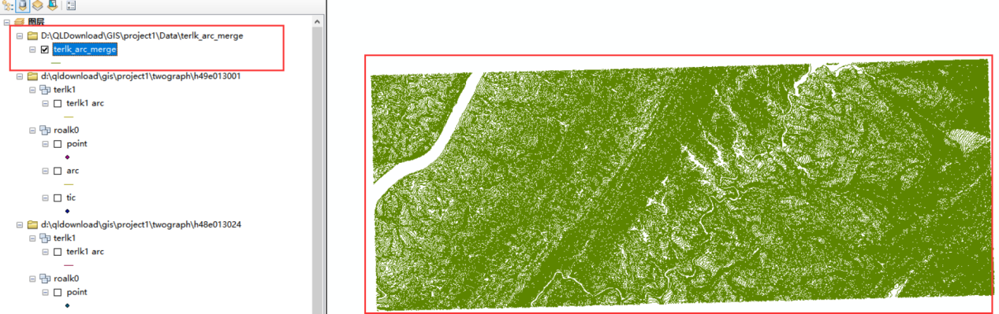 图层
D:\QLDownload\GIS\project1\Data\terlk_arc_merge
terlk_arc_merge
d:\qldownload\gis\project1\twograph\h49e013001
terlk1
terlk1 arc
roalk0
point
arc
tic
d:\qldownload\gis\project1\twograph\h48e013024
terlk1
terlk1 arc
roalk0
point